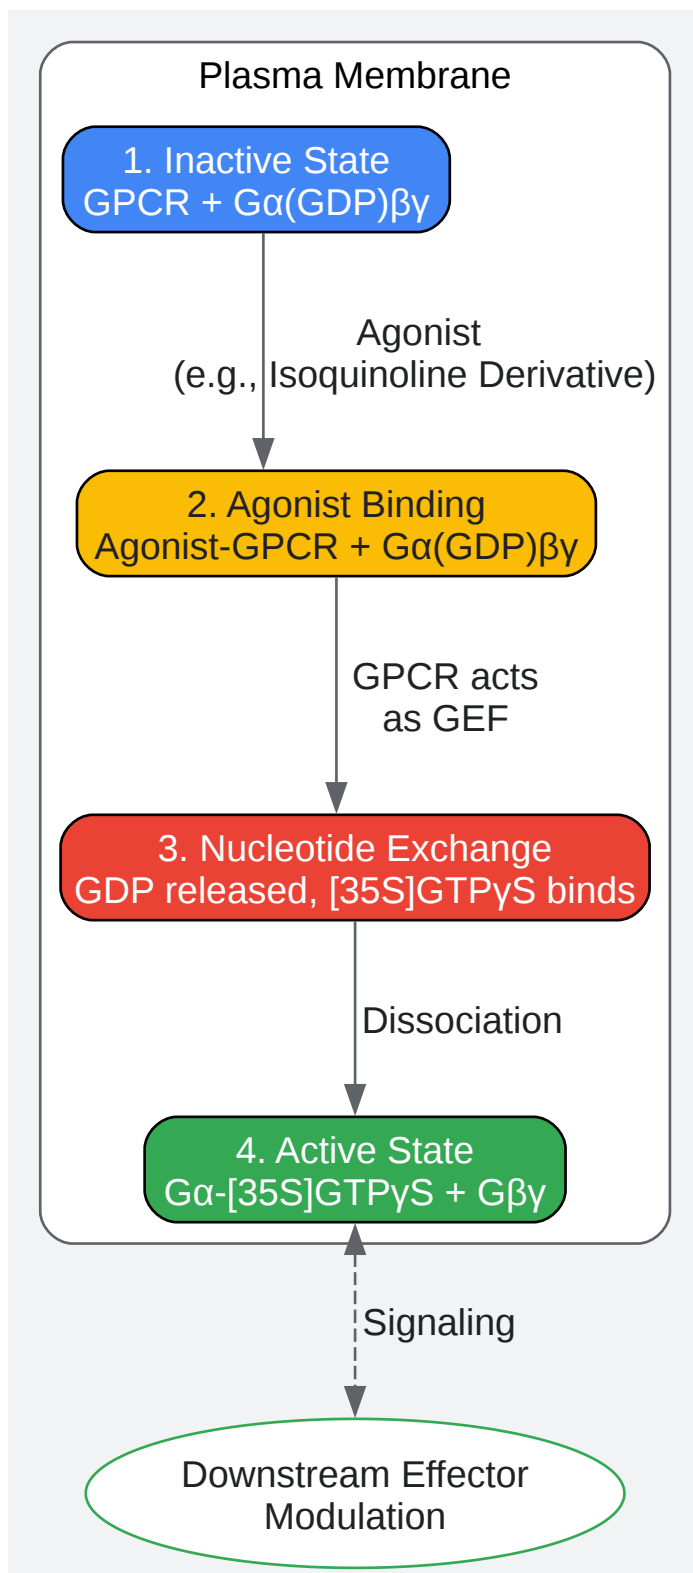 Plasma Membrane
1. Inactive State
GPCR + Gα(GDP)βγ
Agonist
(e.g., Isoquinoline Derivative)
2. Agonist Binding
Agonist-GPCR + Gα(GDP)βγ
GPCR acts
as GEF
3. Nucleotide Exchange
GDP released, [35S]GTPγS binds
Dissociation
4. Active State
Gα-[35S]GTPγS + Gβγ
Signaling
Downstream Effector
Modulation